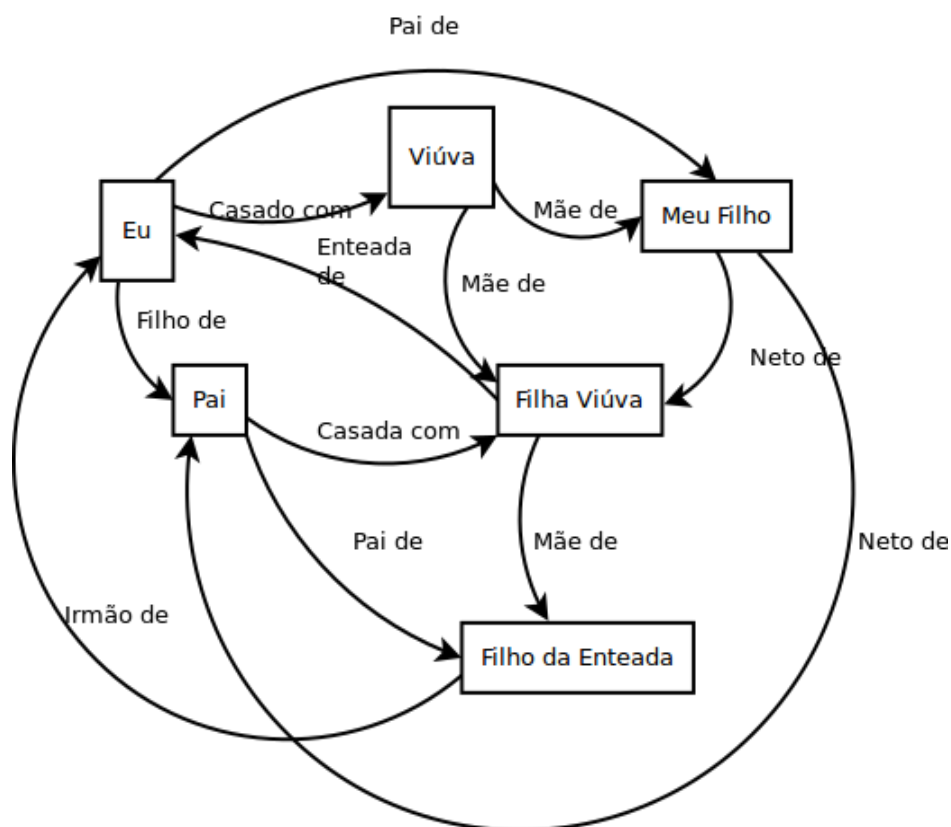 Pai de
Viúva
Meu Filho
Eu
Casado com
Mãe de
Enteada
de
Mãe de
Filho de
Neto de
Pai
Filha Viúva
Casada com
Pai de
Mãe de
Neto de
Irmão de
Filho da Enteada